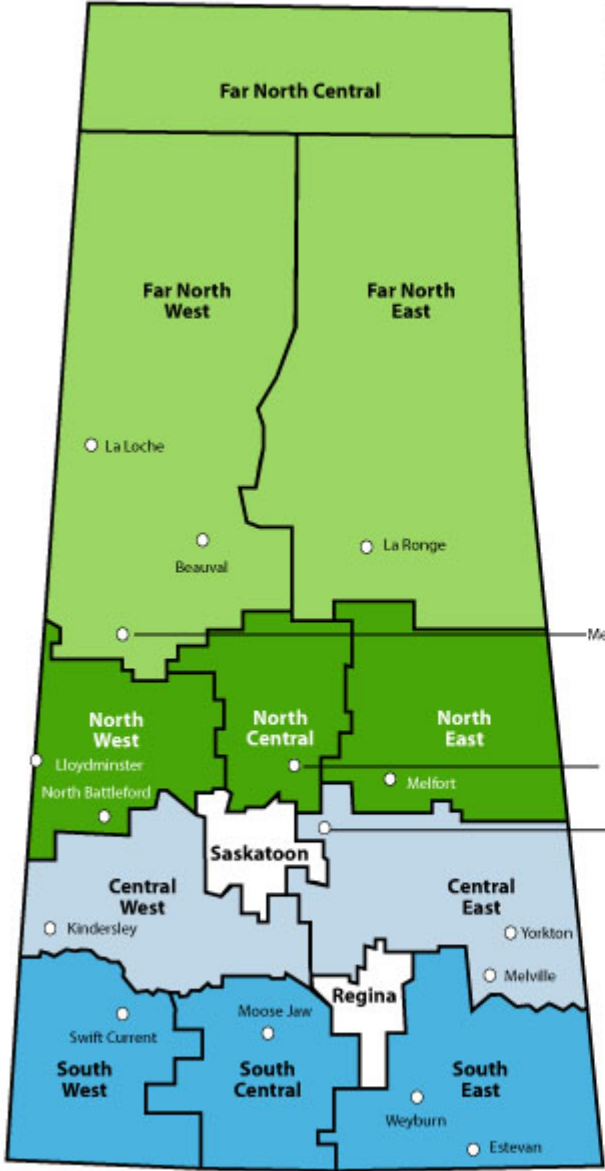 Far North Central
Far North
West
Far North
East
La Loche
Beauval
La Ronge
Me
North
West
North
Central
North
East
Lloydminster
North Battleford
Melfort
Saskatoon
Central
West
Central
East
Kindersley
Yorkton
Melville
Regina
Moose Jaw
Swift Current
South
West
South
Central
South
East
Weyburn
Estevan